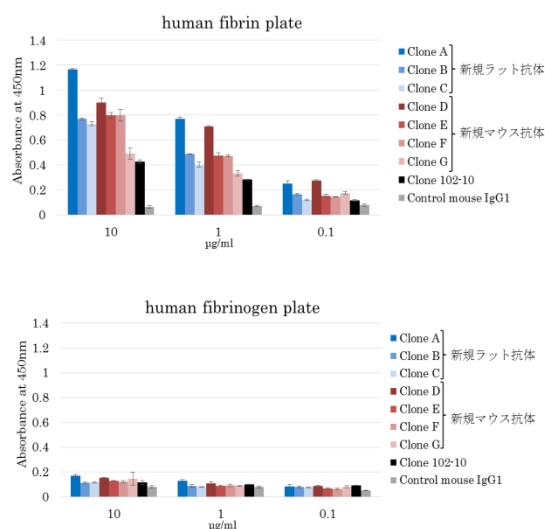 human fibrin plate
Absorbance at 450nm
1.4
1.2
1
0.8
0.6
0.4
0.2
0
10
1
0.1
µg/ml
Clone A
Clone B
Clone C
新規ラット抗体
Clone D
Clone E
Clone F
Clone G
新規マウス抗体
Clone 102-10
Control mouse IgG1
human fibrinogen plate
Absorbance at 450nm
1.4
1.2
1
0.8
0.6
0.4
0.2
0
10
1
0.1
µg/ml
Clone A
Clone B
Clone C
新規ラット抗体
Clone D
Clone E
Clone F
Clone G
新規マウス抗体
Clone 102-10
Control mouse IgG1